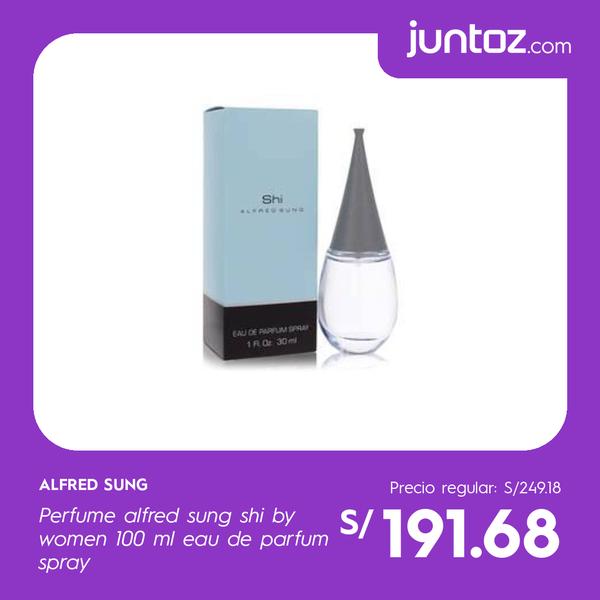 juntoz.com
Shi
ALFRED SUNG
EAU DE PARFUM SPRAY
1 Fl. Oz. 30 ml
ALFRED SUNG
Perfume alfred sung shi by
women 100 ml eau de parfum
spray
Precio regular: S/249.18
S/191.68